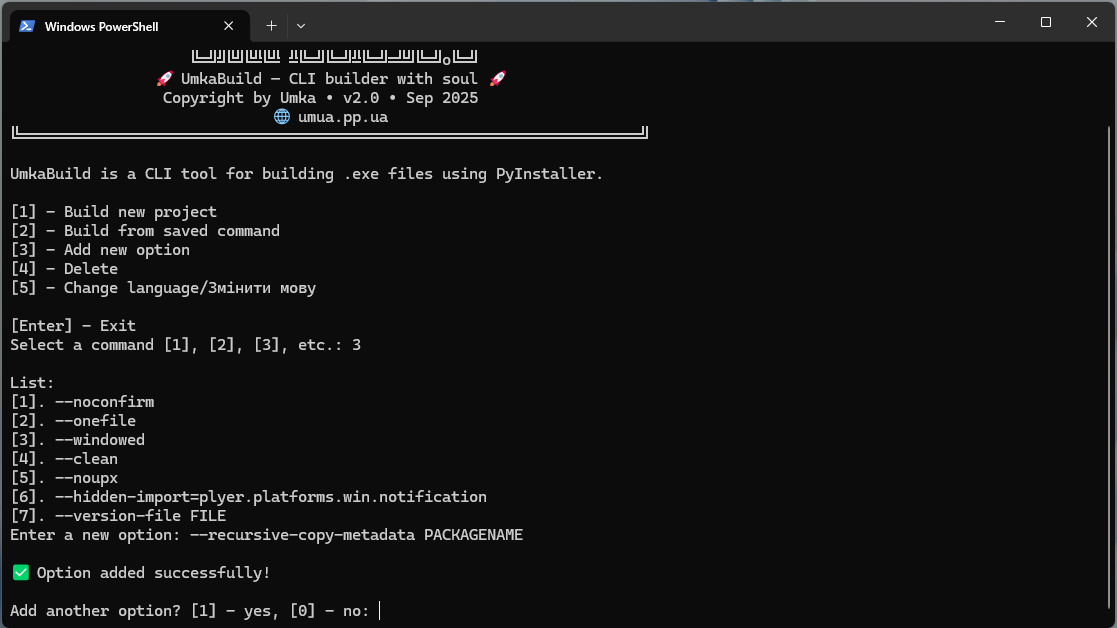 Windows PowerShell
🚀 UmkaBuild — CLI builder with soul 🚀
Copyright by Umka • v2.0 • Sep 2025
🌐 umua.pp.ua
UmkaBuild is a CLI tool for building .exe files using PyInstaller.
[1] - Build new project
[2] - Build from saved command
[3] - Add new option
[4] - Delete
[5] - Change language/Змінити мову
[Enter] - Exit
Select a command [1], [2], [3], etc.: 3
List:
[1]. --noconfirm
[2]. --onefile
[3]. --windowed
[4]. --clean
[5]. --noupx
[6]. --hidden-import=plyer.platforms.win.notification
[7]. --version-file FILE
Enter a new option: --recursive-copy-metadata PACKAGENAME
✅ Option added successfully!
Add another option? [1] - yes, [0] - no: